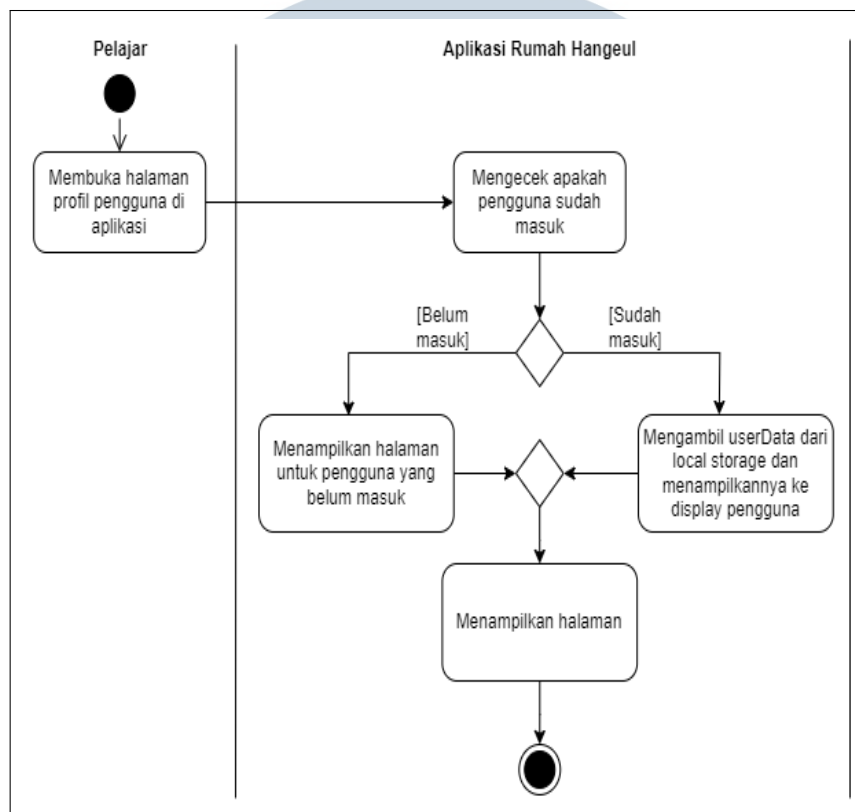 Pelajar
Aplikasi Rumah Hangeul
Membuka halaman
profil pengguna di
aplikasi
Mengecek apakah
pengguna sudah
masuk
[Belum
masuk]
[Sudah
masuk]
Menampilkan halaman
untuk pengguna yang
belum masuk
Mengambil userData dari
local storage dan
menampilkannya ke
display pengguna
Menampilkan halaman